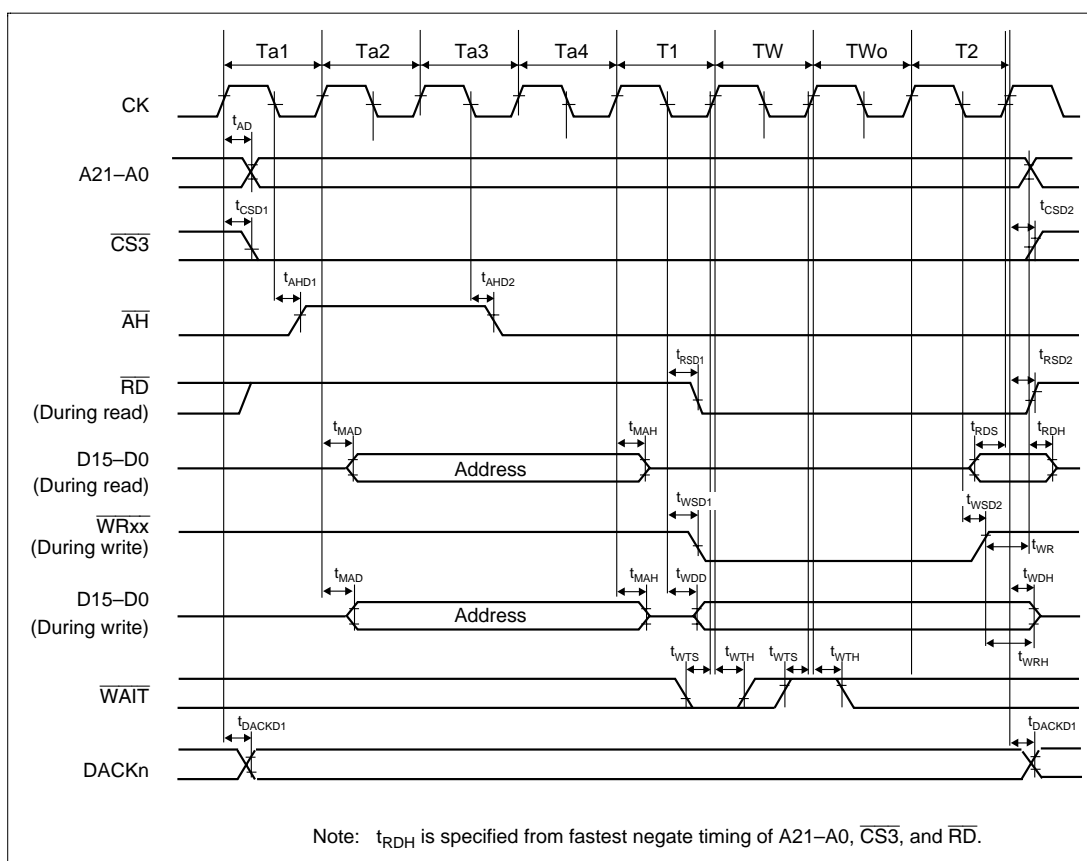 Ta1 Ta2 Ta3 Ta4 T1 TW TWo T2
CK
tAD
A21–A0
tCSD1 tCSD2
CS3
tAHD1 tAHD2
AH
tRSD1 tRSD2
RD
(During read)
tMAD tMAH tRDS tRDH
D15–D0 Address
(During read)
tWSD1 tWSD2
WRxx
(During write) tWR
tMAD tMAH tWDD tWDH
D15–D0 Address
(During write)
tWRH
tWTS tWTH tWTS tWTH
WAIT
tDACKD1 tDACKD1
DACKn
Note: tRDH is specified from fastest negate timing of A21–A0, CS3, and RD.